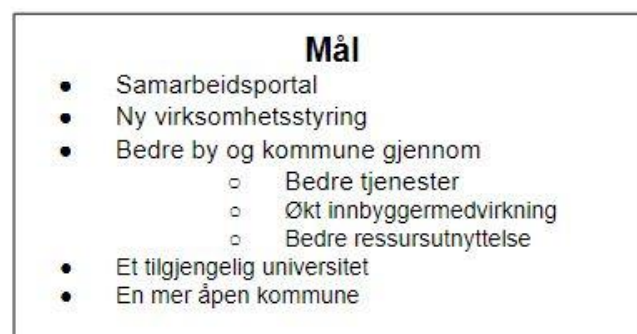 Mål
● Samarbeidsportal
● Ny virksomhetsstyring
● Bedre by og kommune gjennom
○ Bedre tjenester
○ Økt innbyggermedvirkning
○ Bedre ressursutnyttelse
● Et tilgjengelig universitet
● En mer åpen kommune